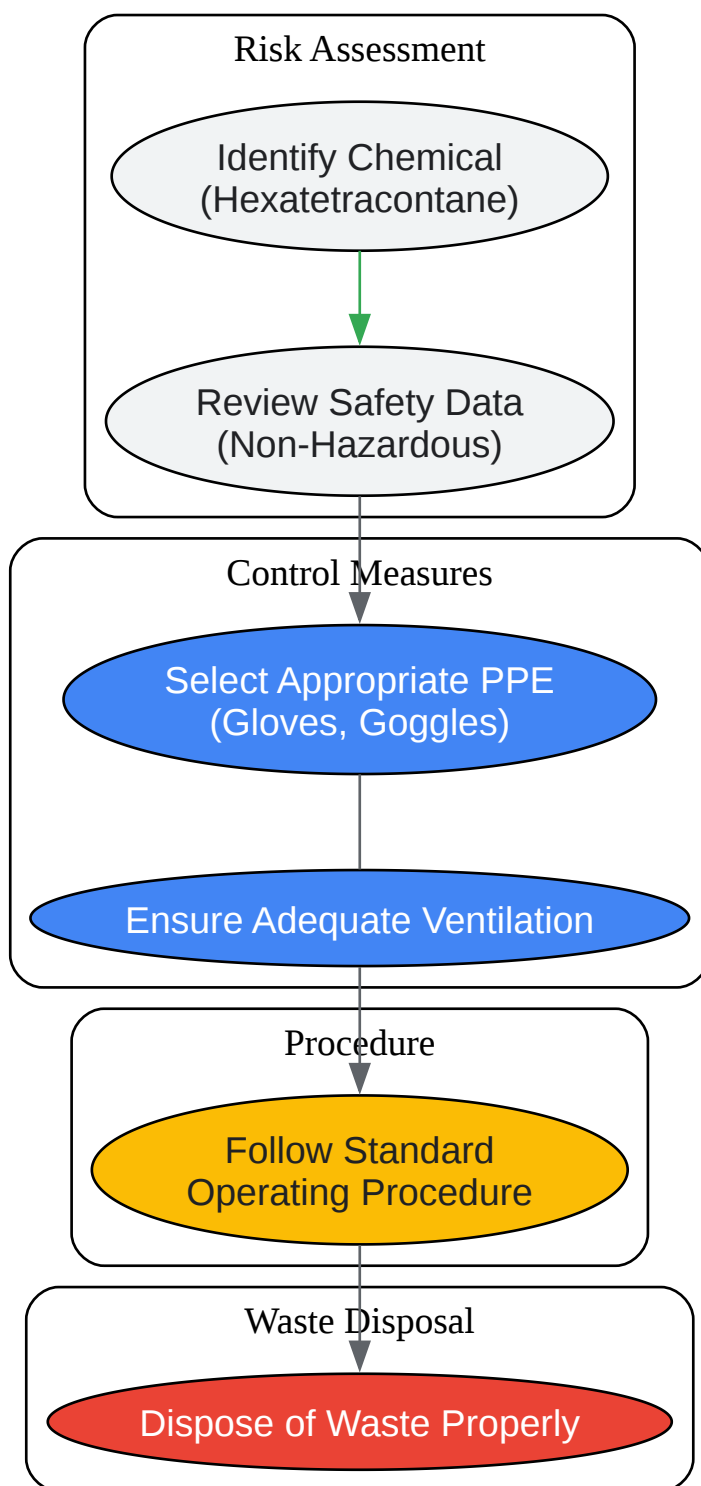 Risk Assessment
Identify Chemical
(Hexatetracontane)
Review Safety Data
(Non-Hazardous)
Control Measures
Select Appropriate PPE
(Gloves, Goggles)
Ensure Adequate Ventilation
Procedure
Follow Standard
Operating Procedure
Waste Disposal
Dispose of Waste Properly